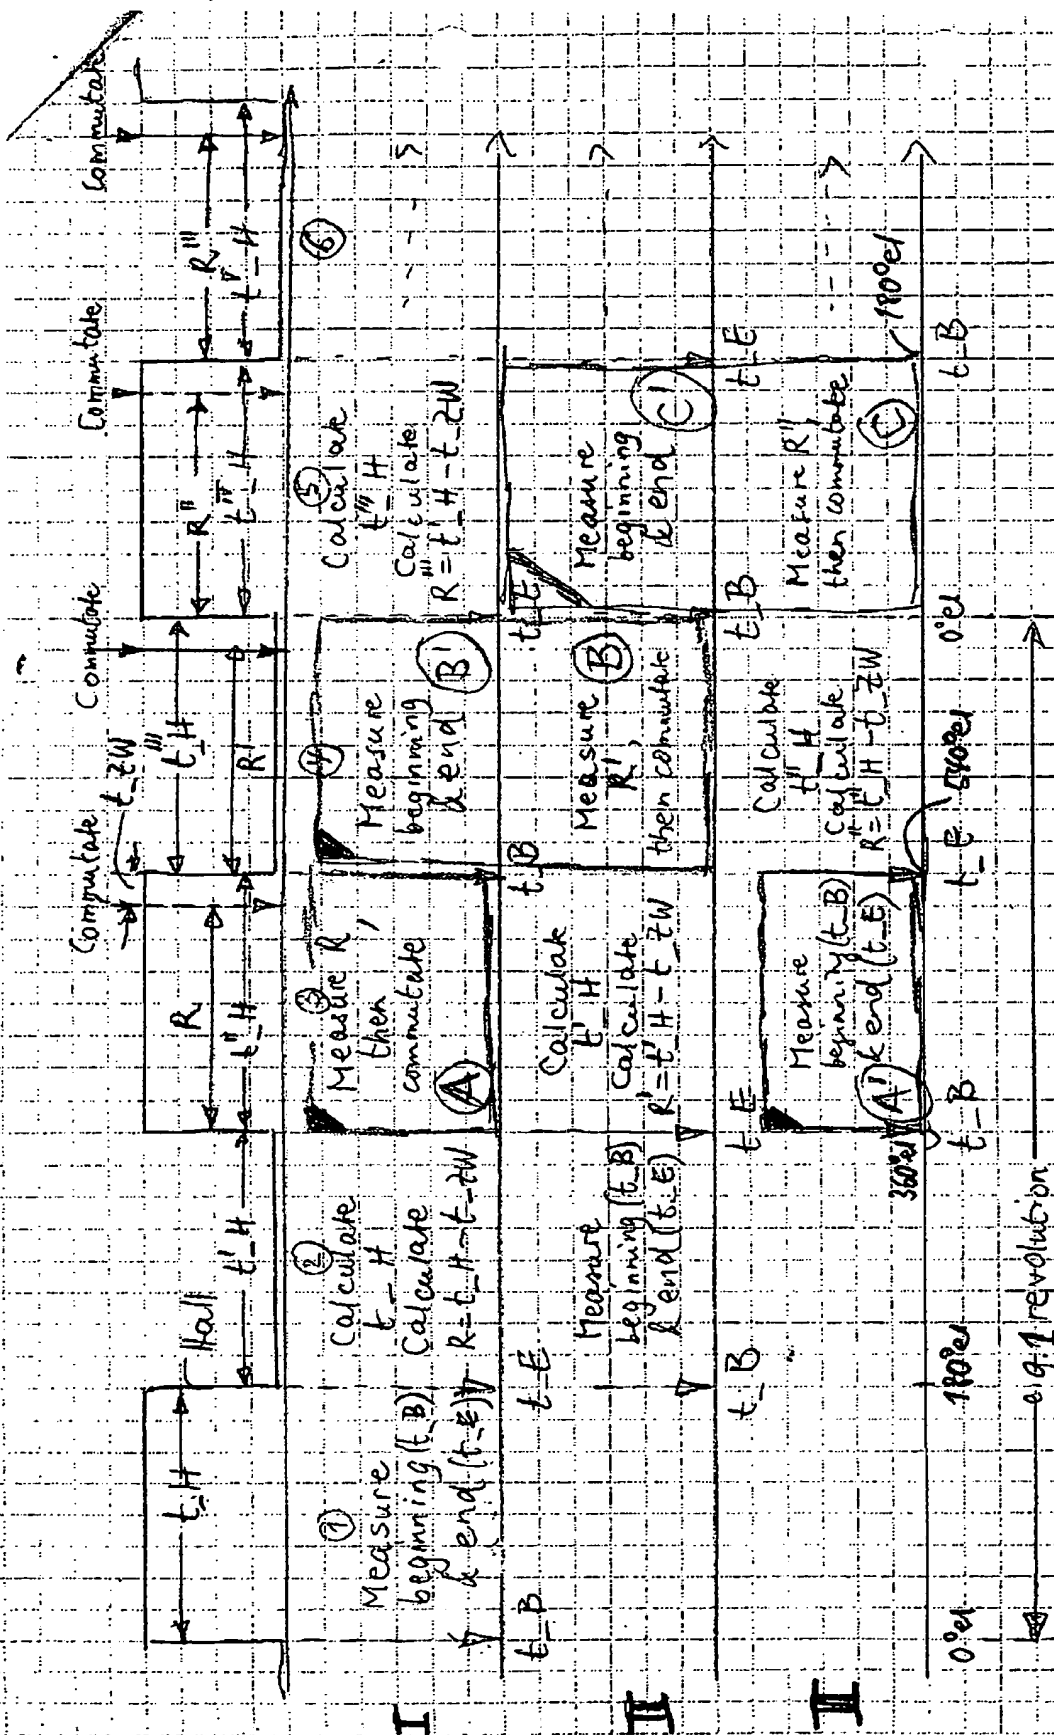 Commutate
Commutate
Commutate
Commutate
t_ZW
t_H
Hall
t'_H
R
t''_H
t'''_H
R'
R''
t_H
R'''
t_H
I
①
Measure
beginning (t_B)
& end (t_E)
②
Calculate
t_H
Calculate
R=t_H-t_ZW
③
Measure R,
then
commutate
A
④
Measure
beginning
& end
B'
⑤
Calculate
t'''_H
Calculate
R'''=t'_H-t_ZW
⑥
t_B
t_E
t_B
t_E
II
Measure
beginning (t_B)
& end (t_E)
Calculate
t'_H
Calculate
R'=t'_H-t_ZW
Measure
R',
then commutate
B
Measure
beginning
& end
C'
t_B
t_E
t_B
t_E
III
Measure
beginning (t_B)
& end (t_E)
A'
Calculate
t''_H
Calculate
R''=t''_H-t_ZW
Measure R'',
then commutate
C
360°el
180°el
t_B
t_E
t_B
0°el
180°el
540°el
0°el
e.g. 1 revolution